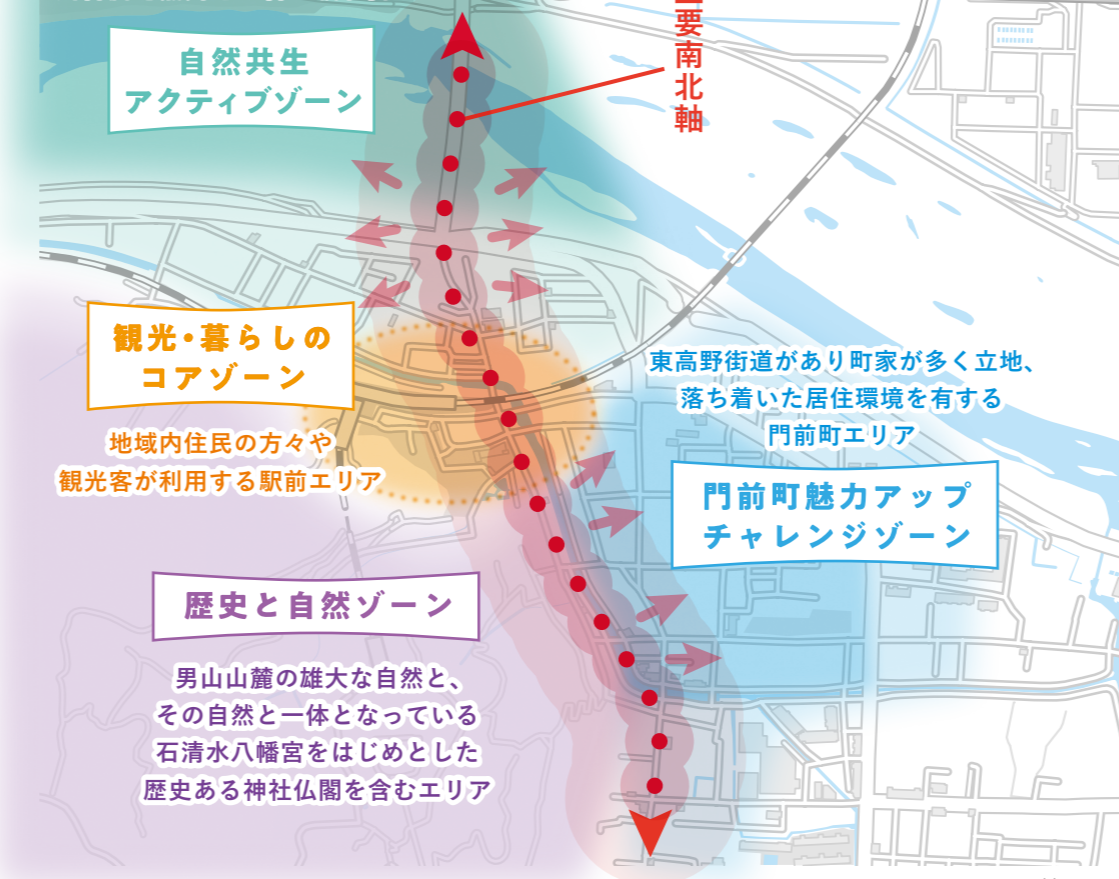 自然共生
アクティブゾーン
要南北軸
観光・暮らしの
コアゾーン
地域内住民の方々や
観光客が利用する駅前エリア
東高野街道があり町家が多く立地、
落ち着いた居住環境を有する
門前町エリア
門前町魅力アップ
チャレンジゾーン
歴史と自然ゾーン
男山山麓の雄大な自然と、
その自然と一体となっている
石清水八幡宮をはじめとした
歴史ある神社仏閣を含むエリア